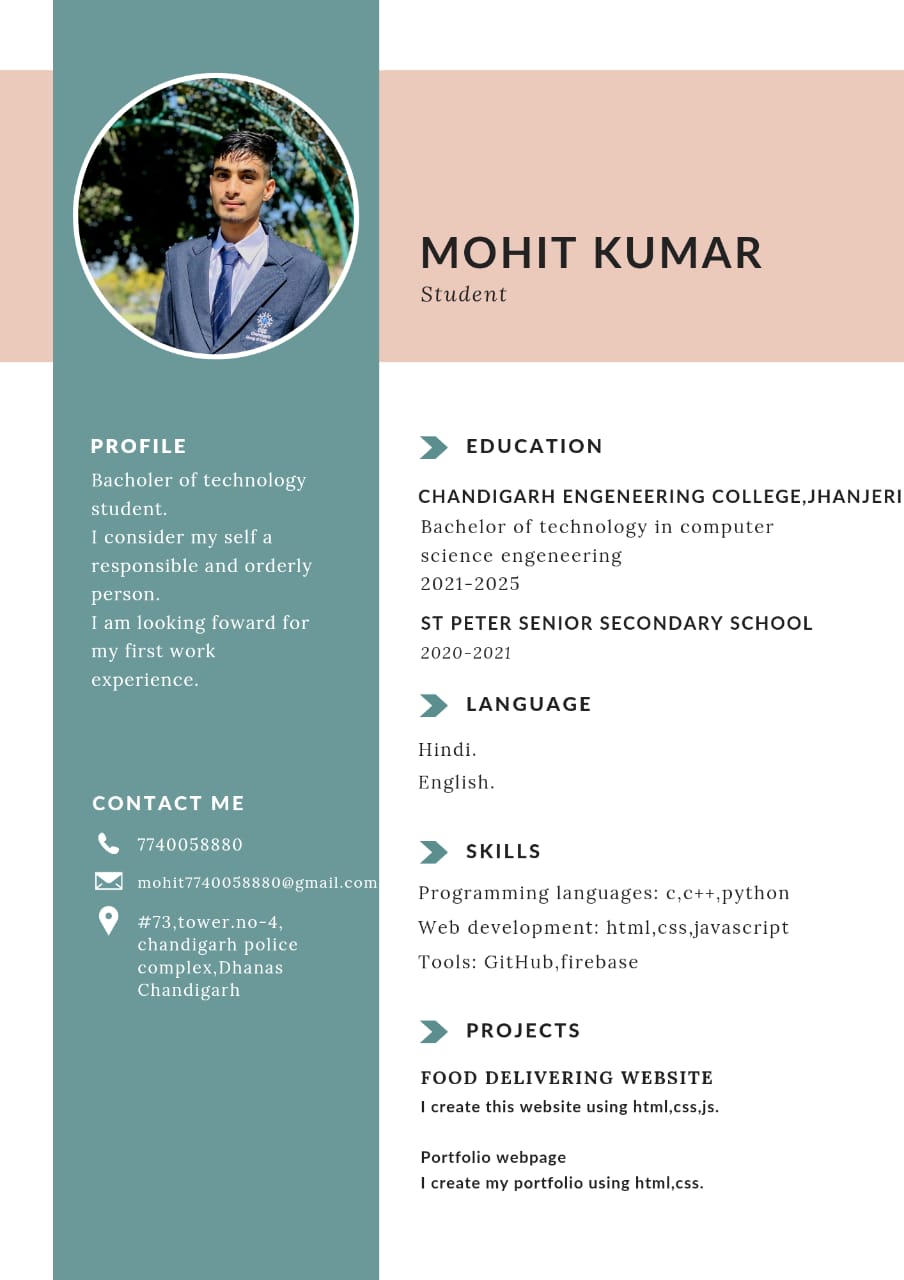 MOHIT KUMAR
Student
PROFILE
Bacholer of technology
student.
I consider my self a
responsible and orderly
person.
I am looking foward for
my first work
experience.
CONTACT ME
7740058880
mohit7740058880@gmail.com
#73,tower.no-4,
chandigarh police
complex,Dhanas
Chandigarh
EDUCATION
CHANDIGARH ENGENEERING COLLEGE,JHANJERI
Bachelor of technology in computer
science engeneering
2021-2025
ST PETER SENIOR SECONDARY SCHOOL
2020-2021
LANGUAGE
Hindi.
English.
SKILLS
Programming languages: c,c++,python
Web development: html,css,javascript
Tools: GitHub,firebase
PROJECTS
FOOD DELIVERING WEBSITE
I create this website using html,css,js.
Portfolio webpage
I create my portfolio using html,css.